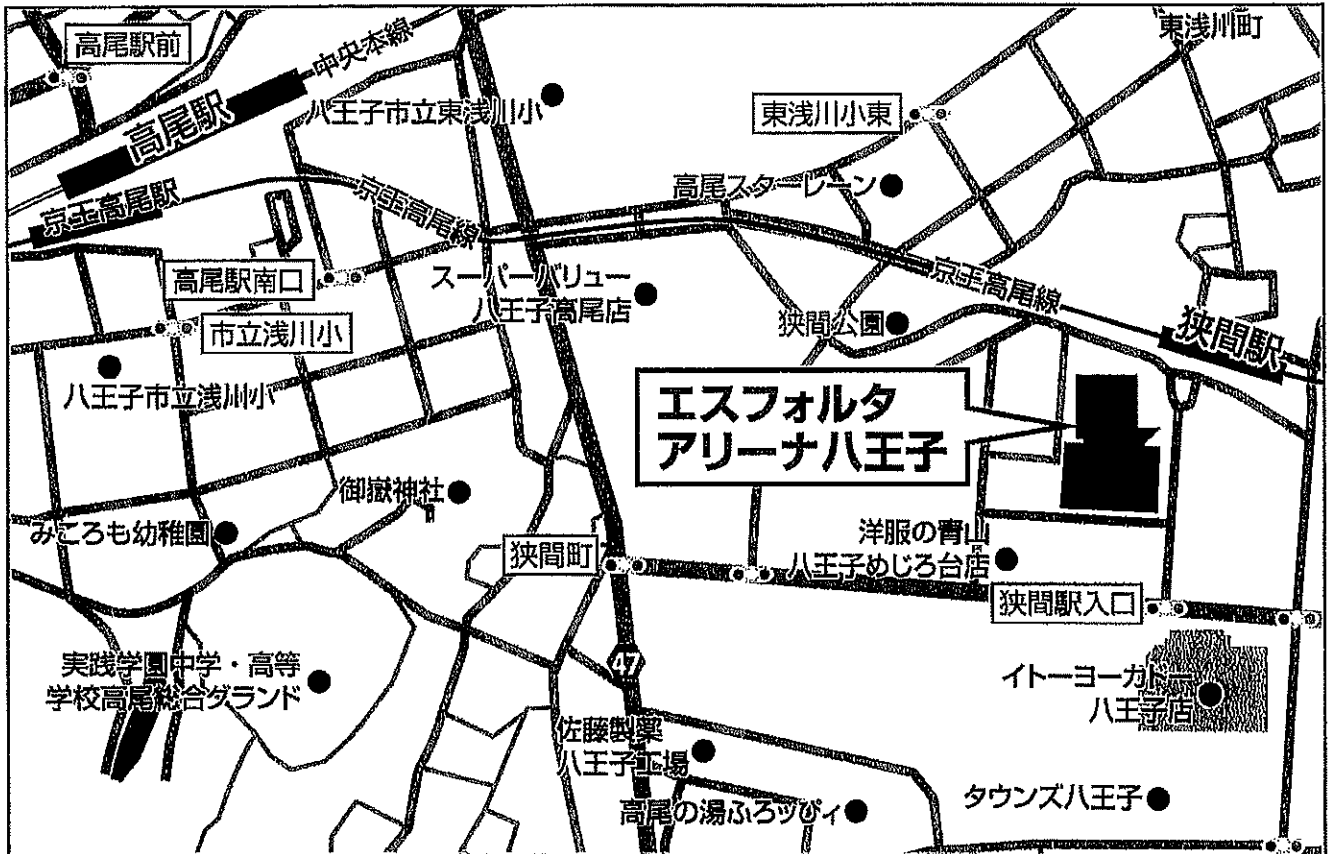 高尾駅前
中央本線
東浅川町
高尾駅
八王子市立東浅川小
東浅川小東
京王高尾駅
京王高尾線
高尾スターレーン
高尾駅南口
スーパーバリュー
八王子高尾店
京王高尾線
市立浅川小
狭間公園
狭間駅
八王子市立浅川小
エスフォルタ
アリーナ八王子
御嶽神社
みころも幼稚園
狭間町
洋服の青山
八王子めじろ台店
狭間駅入口
47
実践学園中学・高等
学校高尾総合グランド
イトーヨーカドー
八王子店
佐藤製薬
八王子工場
高尾の湯ふろッぴィ
タウンズ八王子